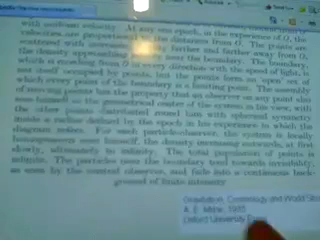 with uniform velocity. At any one epoch, in the experience of O, the
velocities are proportional to the distances from O. The points are
scattered with increasing density farther and farther away from O,
the density approaching infinity near the boundary. The boundary,
which is receding from O in every direction with the speed of light, is
not itself occupied by points, but the points form an 'open' set of
which every point of the boundary is a limiting point. The assembly
of moving points has the property that an observer on any point also
sees himself as the geometrical center of the system in his view, with
the other points distributed round him with spherical symmetry
inside a radius defined by the epoch in his experience to which the
diagram refers. For each particle-observer, the system is locally
homogeneous near himself, the density increasing outwards, at first
slowly, ultimately to infinity. The total population of points is
infinite. The particles near the boundary tend towards invisibility,
as seen by the central observer, and fade into a continuous back-
ground of finite intensity
Gravitation, Cosmology and World-Str
A. E. Milne, 1935
Oxford University Press